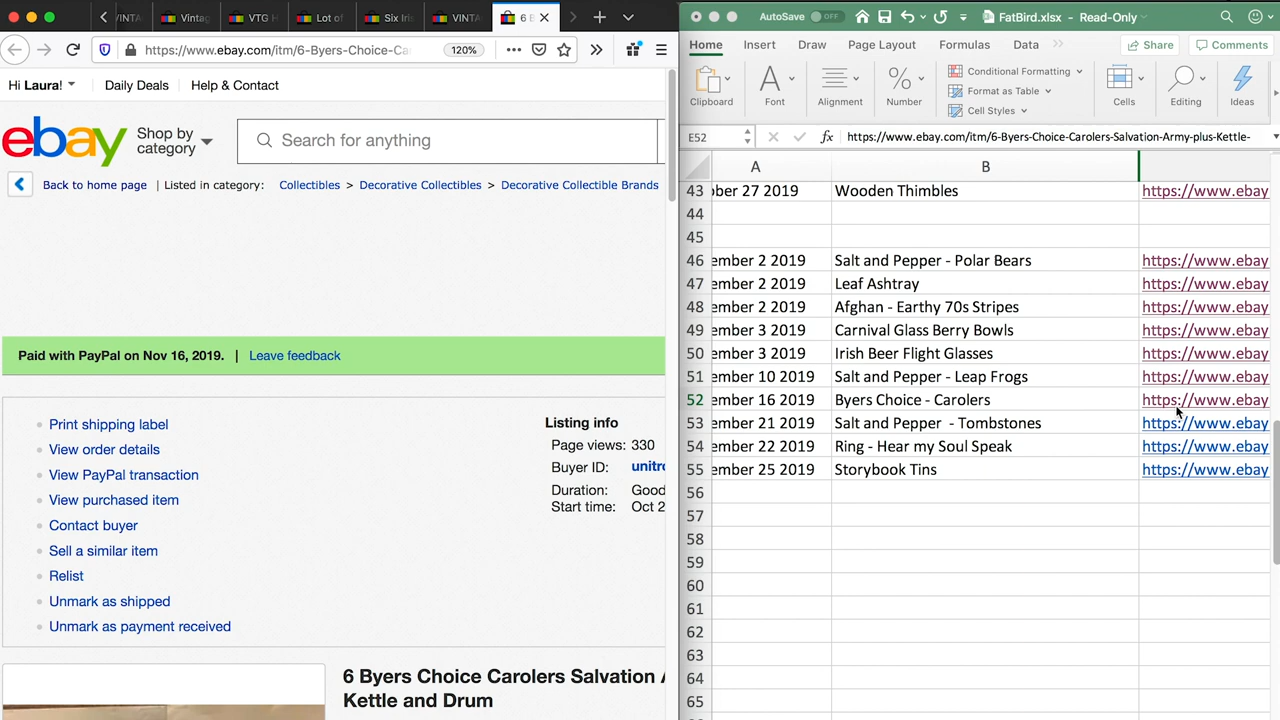 VINTA
Vintag
VTG H
Lot of
Six Iri
VINTA
6 B
https://www.ebay.com/itm/6-Byers-Choice-Ca
120%
Hi Laura!
Daily Deals
Help & Contact
ebay
Shop by
category
Search for anything
Back to home page | Listed in category: Collectibles > Decorative Collectibles > Decorative Collectible Brands
Paid with PayPal on Nov 16, 2019. | Leave feedback
Print shipping label
View order details
View PayPal transaction
View purchased item
Contact buyer
Sell a similar item
Relist
Unmark as shipped
Unmark as payment received
Listing info
Page views: 330
Buyer ID: unitro
Duration: Good
Start time: Oct 2
6 Byers Choice Carolers Salvation A
Kettle and Drum
AutoSave OFF
FatBird.xlsx - Read-Only
Home Insert Draw Page Layout Formulas Data
Share
Comments
Clipboard
Font
Alignment
Number
Conditional Formatting
Format as Table
Cell Styles
Cells
Editing
Ideas
E52
fx
https://www.ebay.com/itm/6-Byers-Choice-Carolers-Salvation-Army-plus-Kettle-
A B
43 ober 27 2019 Wooden Thimbles https://www.ebay
44
45
46 ember 2 2019 Salt and Pepper - Polar Bears https://www.ebay
47 ember 2 2019 Leaf Ashtray https://www.ebay
48 ember 2 2019 Afghan - Earthy 70s Stripes https://www.ebay
49 ember 3 2019 Carnival Glass Berry Bowls https://www.ebay
50 ember 3 2019 Irish Beer Flight Glasses https://www.ebay
51 ember 10 2019 Salt and Pepper - Leap Frogs https://www.ebay
52 ember 16 2019 Byers Choice - Carolers https://www.ebay
53 ember 21 2019 Salt and Pepper - Tombstones https://www.ebay
54 ember 22 2019 Ring - Hear my Soul Speak https://www.ebay
55 ember 25 2019 Storybook Tins https://www.ebay
56
57
58
59
60
61
62
63
64
65